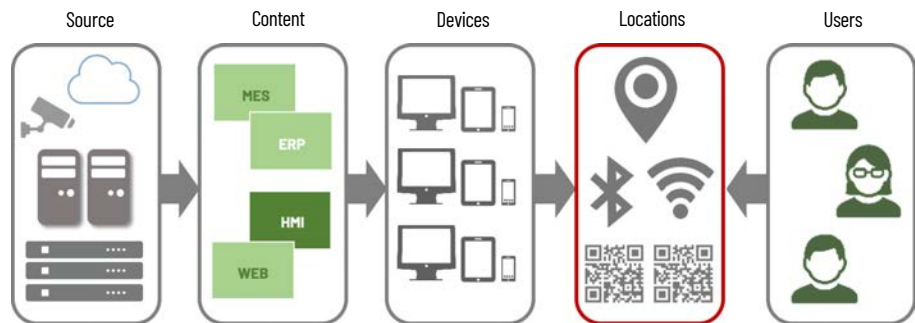 Source
Content
Devices
Locations
Users
MES
ERP
HMI
WEB